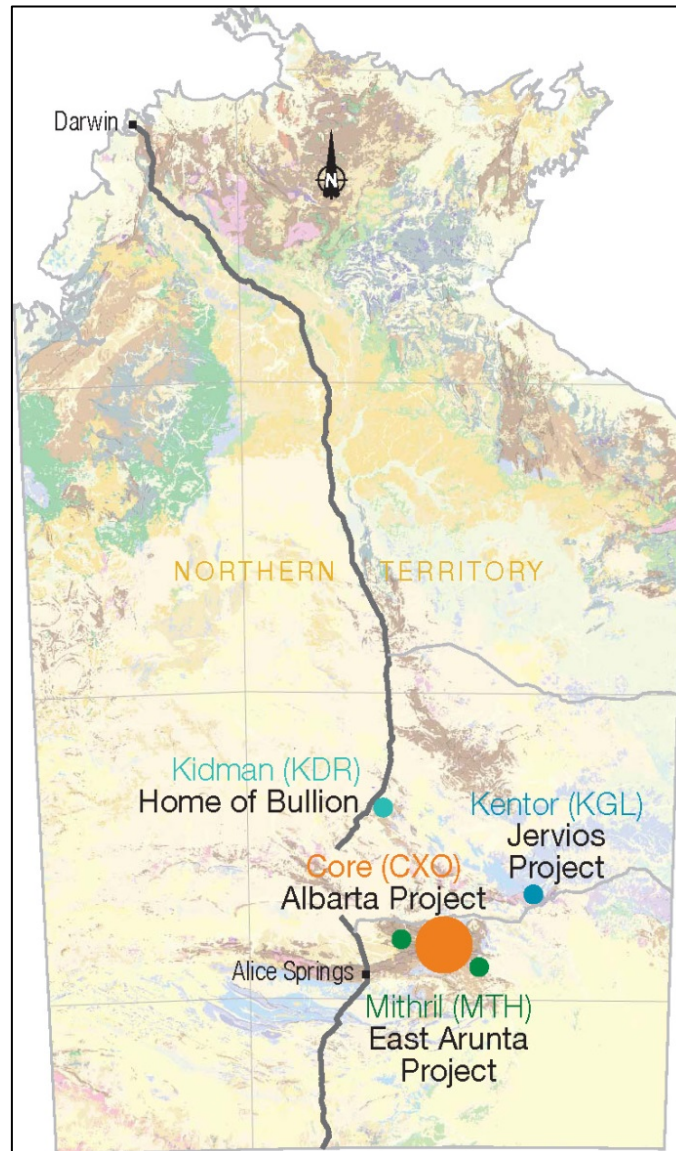 Darwin
N
NORTHERN TERRITORY
Kidman (KDR)
Home of Bullion
Kentor (KGL)
Jervios
Project
Core (CXO)
Albarta Project
Alice Springs
Mithril (MTH)
East Arunta
Project